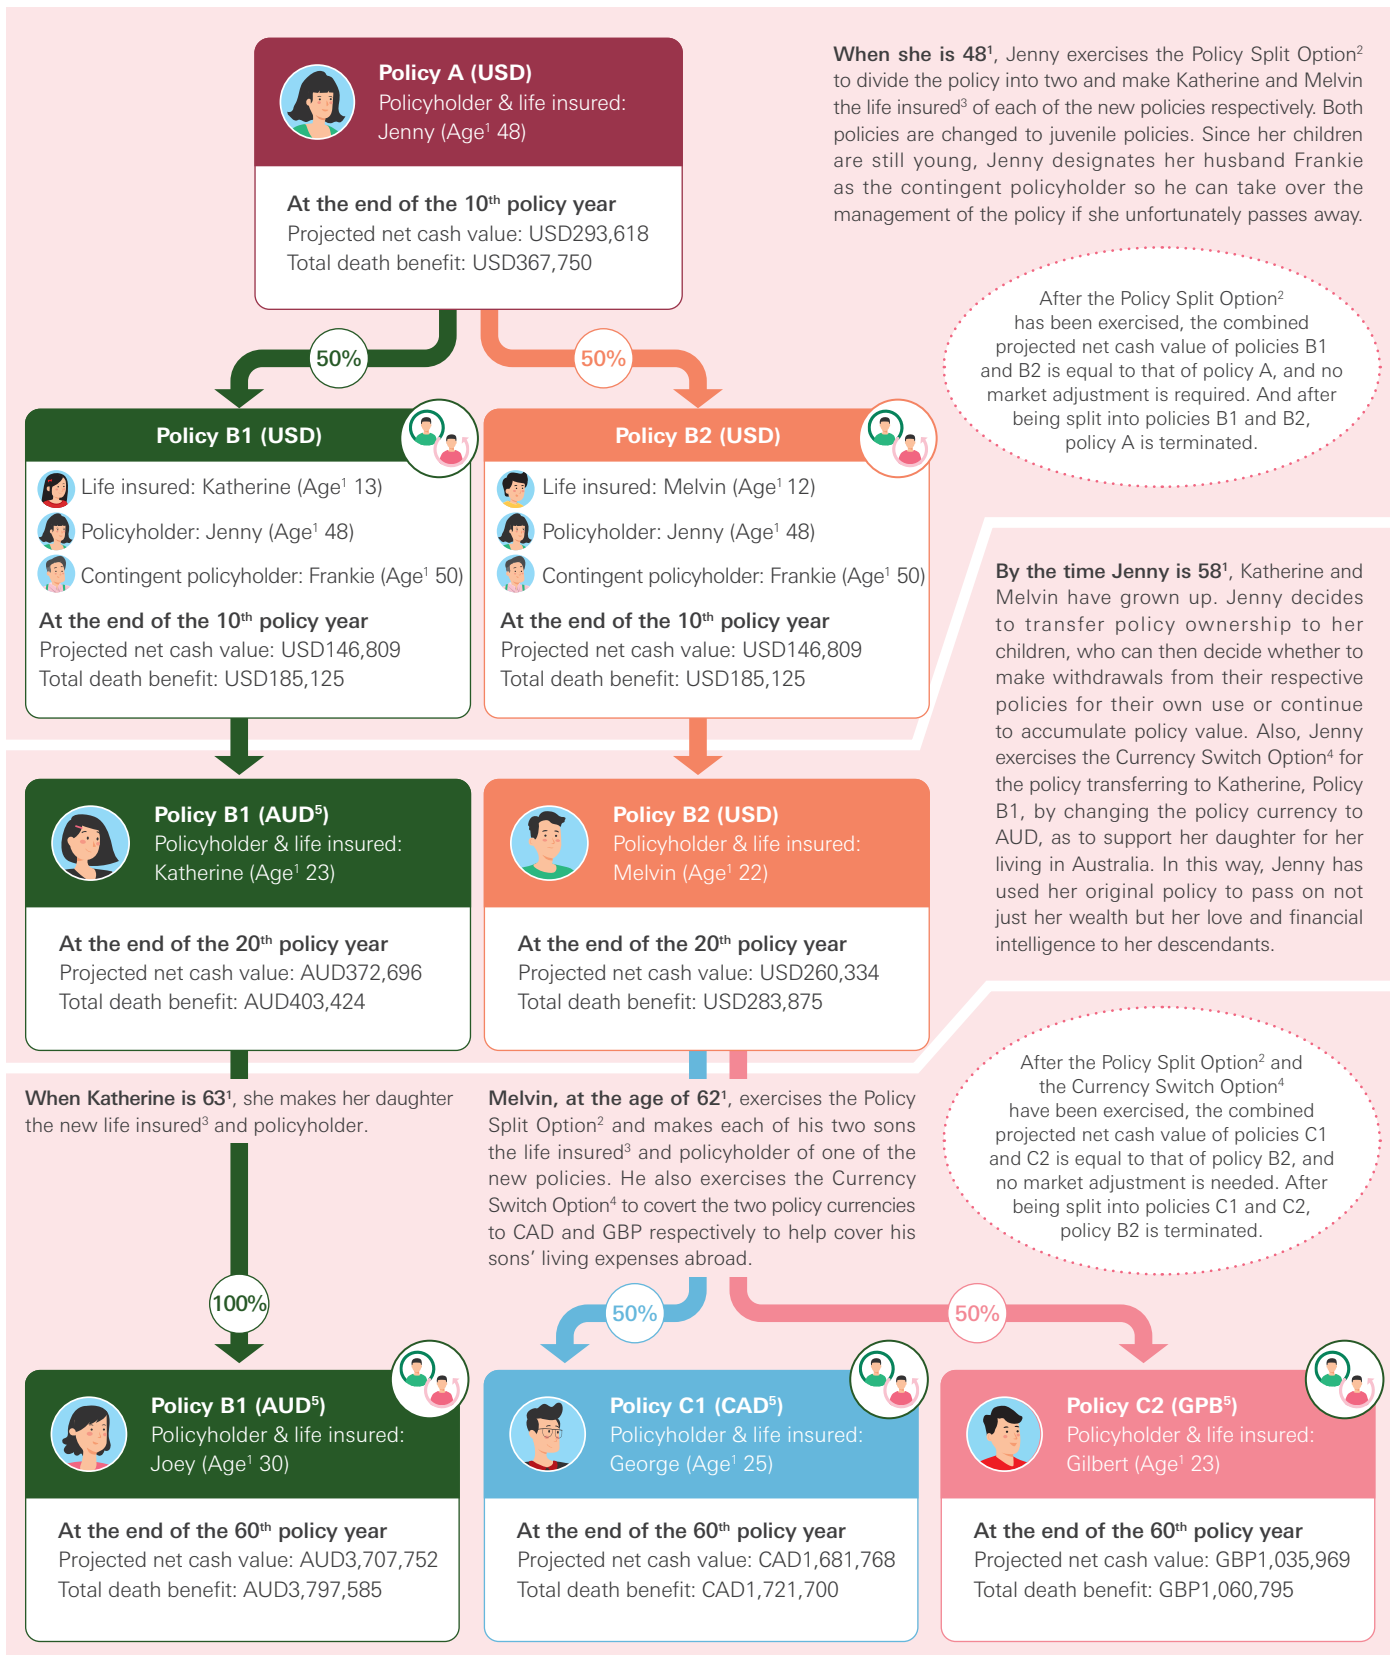 Policy A (USD)
Policyholder & life insured:
Jenny (Age¹ 48)
At the end of the 10ᵗʰ policy year
Projected net cash value: USD293,618
Total death benefit: USD367,750
When she is 48¹, Jenny exercises the Policy Split Option²
to divide the policy into two and make Katherine and Melvin
the life insured³ of each of the new policies respectively. Both
policies are changed to juvenile policies. Since her children
are still young, Jenny designates her husband Frankie
as the contingent policyholder so he can take over the
management of the policy if she unfortunately passes away.
After the Policy Split Option²
has been exercised, the combined
projected net cash value of policies B1
and B2 is equal to that of policy A, and no
market adjustment is required. And after
being split into policies B1 and B2,
policy A is terminated.
50%
50%
Policy B1 (USD)
Life insured: Katherine (Age¹ 13)
Policyholder: Jenny (Age¹ 48)
Contingent policyholder: Frankie (Age¹ 50)
At the end of the 10ᵗʰ policy year
Projected net cash value: USD146,809
Total death benefit: USD185,125
Policy B2 (USD)
Life insured: Melvin (Age¹ 12)
Policyholder: Jenny (Age¹ 48)
Contingent policyholder: Frankie (Age¹ 50)
At the end of the 10ᵗʰ policy year
Projected net cash value: USD146,809
Total death benefit: USD185,125
By the time Jenny is 58¹, Katherine and
Melvin have grown up. Jenny decides
to transfer policy ownership to her
children, who can then decide whether to
make withdrawals from their respective
policies for their own use or continue
to accumulate policy value. Also, Jenny
exercises the Currency Switch Option⁴ for
the policy transferring to Katherine, Policy
B1, by changing the policy currency to
AUD, as to support her daughter for her
living in Australia. In this way, Jenny has
used her original policy to pass on not
just her wealth but her love and financial
intelligence to her descendants.
Policy B1 (AUD⁵)
Policyholder & life insured:
Katherine (Age¹ 23)
At the end of the 20ᵗʰ policy year
Projected net cash value: AUD372,696
Total death benefit: AUD403,424
Policy B2 (USD)
Policyholder & life insured:
Melvin (Age¹ 22)
At the end of the 20ᵗʰ policy year
Projected net cash value: USD260,334
Total death benefit: USD283,875
After the Policy Split Option² and
the Currency Switch Option⁴
have been exercised, the combined
projected net cash value of policies C1
and C2 is equal to that of policy B2, and
no market adjustment is needed. After
being split into policies C1 and C2,
policy B2 is terminated.
When Katherine is 63¹, she makes her daughter
the new life insured³ and policyholder.
Melvin, at the age of 62¹, exercises the Policy
Split Option² and makes each of his two sons
the life insured³ and policyholder of one of the
new policies. He also exercises the Currency
Switch Option⁴ to covert the two policy currencies
to CAD and GBP respectively to help cover his
sons' living expenses abroad.
100%
50%
50%
Policy B1 (AUD⁵)
Policyholder & life insured:
Joey (Age¹ 30)
At the end of the 60ᵗʰ policy year
Projected net cash value: AUD3,707,752
Total death benefit: AUD3,797,585
Policy C1 (CAD⁵)
Policyholder & life insured:
George (Age¹ 25)
At the end of the 60ᵗʰ policy year
Projected net cash value: CAD1,681,768
Total death benefit: CAD1,721,700
Policy C2 (GPB⁵)
Policyholder & life insured:
Gilbert (Age¹ 23)
At the end of the 60ᵗʰ policy year
Projected net cash value: GBP1,035,969
Total death benefit: GBP1,060,795